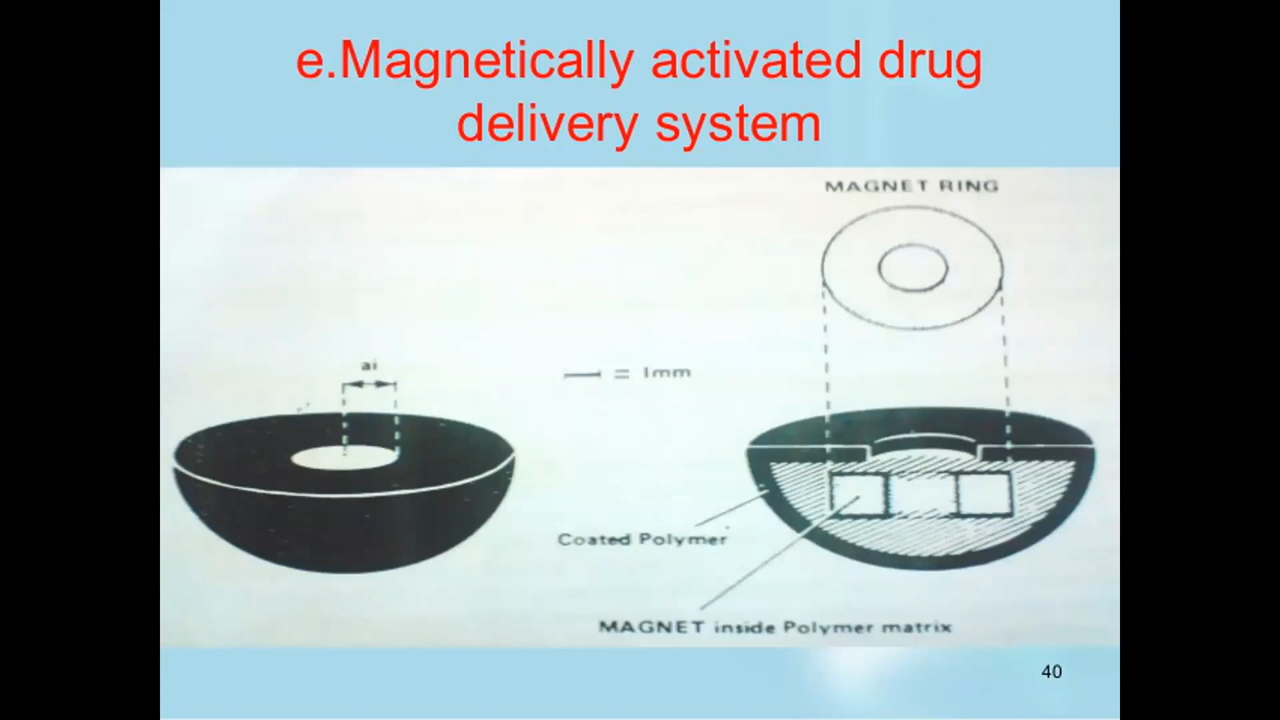 e.Magnetically activated drug
delivery system
MAGNET RING
ai
= 1mm
Coated Polymer
MAGNET inside Polymer matrix
40